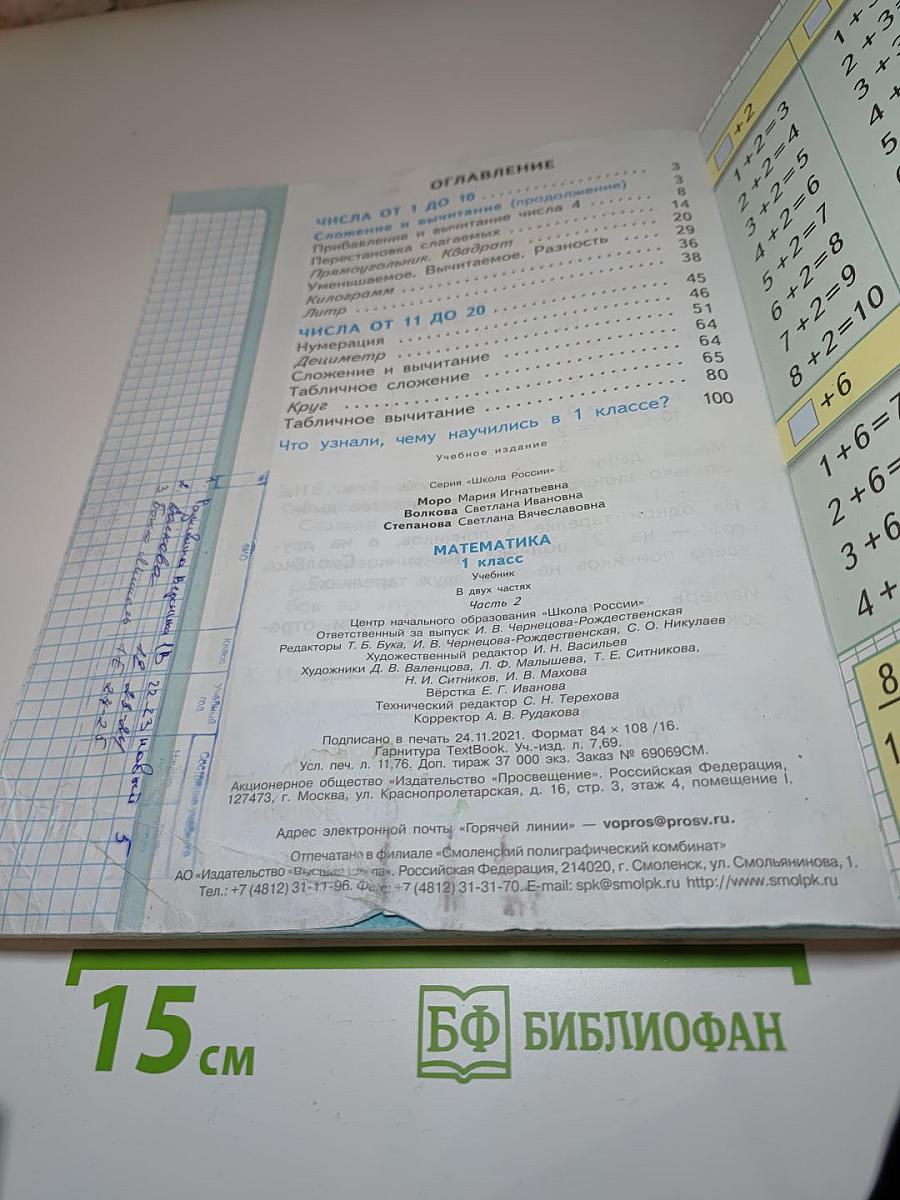 ОГЛАВЛЕНИЕ
ЧИСЛА ОТ 1 ДО 10 3
Сложение и вычитание (продолжение) 3
Прибавление и вычитание числа 4 8
Перестановка слагаемых 14
Прямоугольник. Квадрат 20
Уменьшаемое. Вычитаемое. Разность 29
Килограмм 36
Литр 38
ЧИСЛА ОТ 11 ДО 20 45
Нумерация 46
Дециметр 51
Сложение и вычитание 64
Табличное сложение 64
Круг 65
Табличное вычитание 80
Что узнали, чему научились в 1 классе? 100
Учебное издание
Серия «Школа России»
Моро Мария Игнатьевна
Волкова Светлана Ивановна
Степанова Светлана Вячеславовна
МАТЕМАТИКА
1 класс
Учебник
В двух частях
Часть 2
Центр начального образования «Школа России»
Ответственный за выпуск И. В. Чернецова-Рождественская
Редакторы Т. Б. Бука, И. В. Чернецова-Рождественская, С. О. Николаев
Художественный редактор И. Н. Васильев
Художники Д. В. Валенцова, Л. Ф. Малышева, Т. Е. Ситникова,
Н. И. Ситников, И. В. Махова
Вёрстка Е. Г. Иванова
Технический редактор С. Н. Терехова
Корректор А. В. Рудакова
Подписано в печать 24.11.2021. Формат 84 × 108 /16.
Гарнитура TextBook. Уч.-изд. л. 7,69.
Усл. печ. л. 11,76. Доп. тираж 37 000 экз. Заказ № 69069СМ.
Акционерное общество «Издательство «Просвещение». Российская Федерация,
127473, г. Москва, ул. Краснопролетарская, д. 16, стр. 3, этаж 4, помещение I.
Адрес электронной почты «Горячей линии» — vopros@prosv.ru.
Отпечатано в филиале «Смоленский полиграфический комбинат»
АО «Издательство «Высшая школа». Российская Федерация, 214020, г. Смоленск, ул. Смольянинова, 1.
Тел.: +7 (4812) 31-11-96. Факс: +7 (4812) 31-31-70. E-mail: spk@smolpk.ru http://www.smolpk.ru
+2
1+2=3
2+2=4
3+2=5
4+2=6
5+2=7
6+2=8
7+2=9
8+2=10
+6
1+6=7
2+6=
3+6
4+
8
1
1+
2+3
3+
4+
5
15 см
БФ БИБЛИОФАН